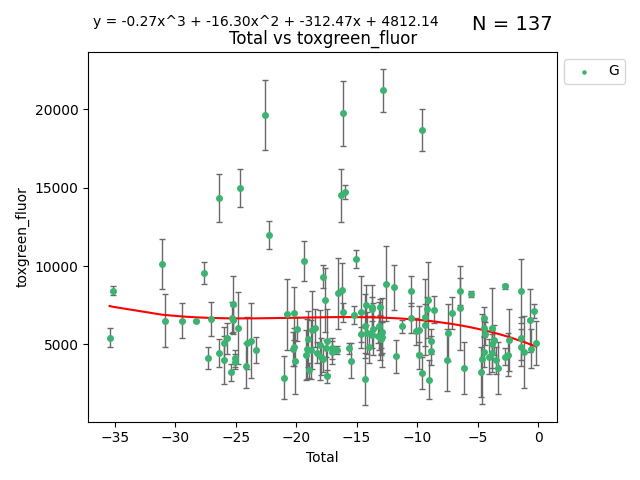 y = -0.27x^3 + -16.30x^2 + -312.47x + 4812.14
N = 137
Total vs toxgreen_fluor
G
20000
15000
10000
5000
toxgreen_fluor
−35
−30
−25
−20
−15
−10
−5
0
Total